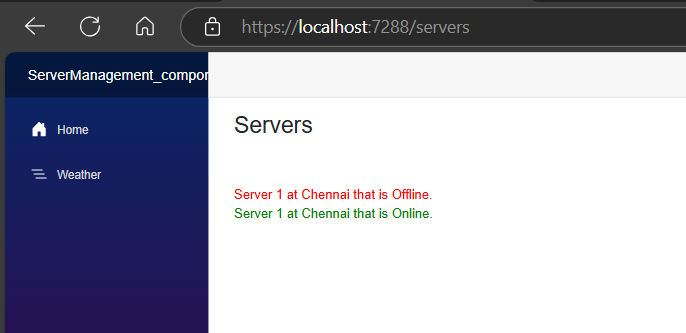 https://localhost:7288/servers
ServerManagement_compor
Home
Weather
Servers
Server 1 at Chennai that is Offline.
Server 1 at Chennai that is Online.